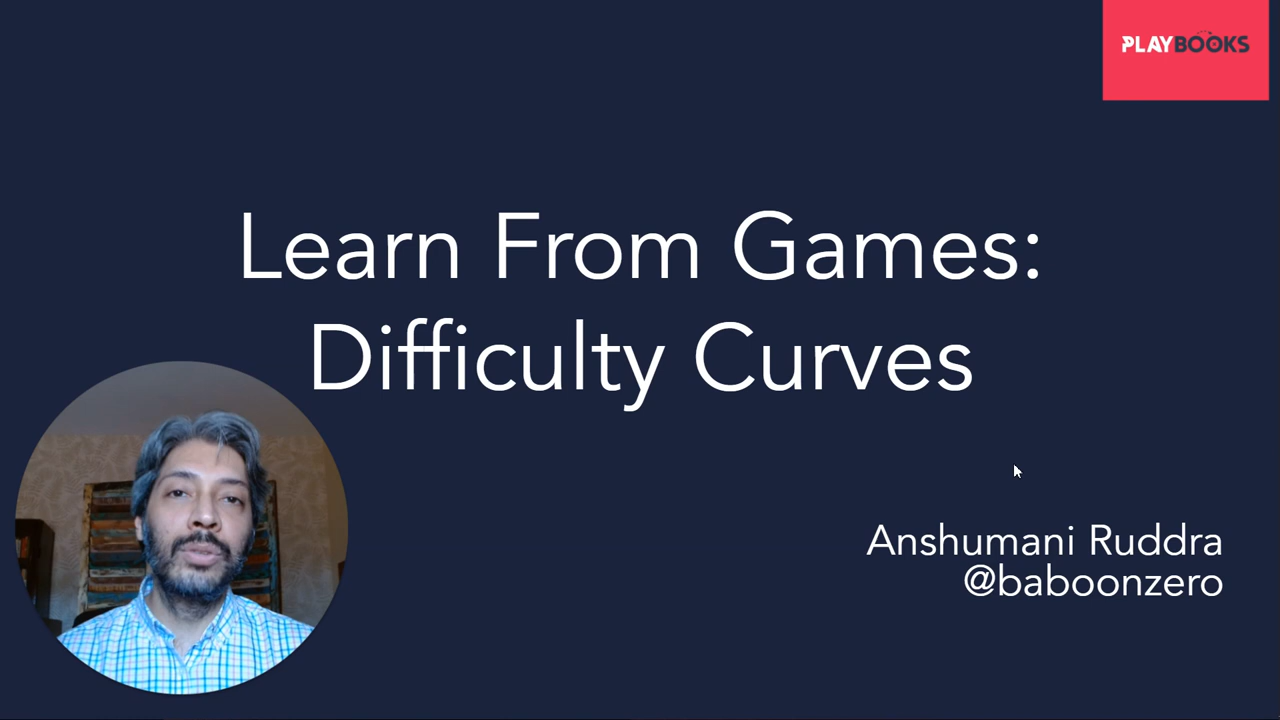 PLAYBOOKS
Learn From Games:
Difficulty Curves
Anshumani Ruddra
@baboonzero